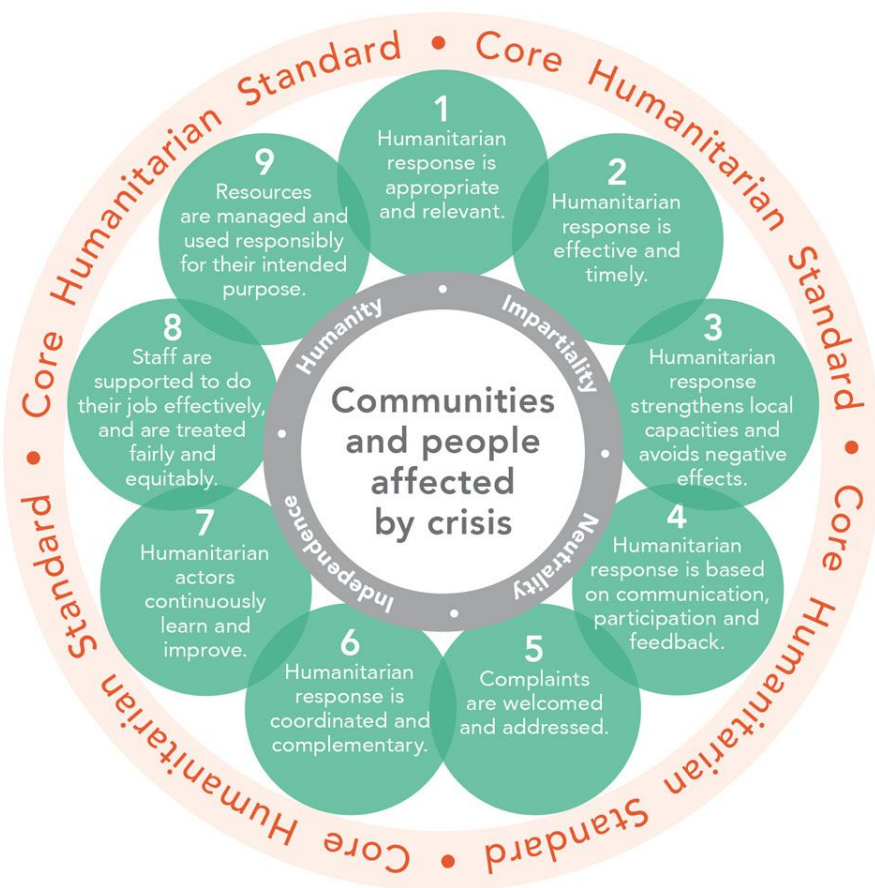 Core Humanitarian Standard • Core Humanitarian Standard • Core Humanitarian Standard • Core Humanitarian Standard •
1
Humanitarian
response is
appropriate
and relevant.
2
Humanitarian
response is
effective and
timely.
3
Humanitarian
response
strengthens local
capacities and
avoids negative
effects.
4
Humanitarian
response is based
on communication,
participation and
feedback.
5
Complaints
are welcomed
and addressed.
6
Humanitarian
response is
coordinated and
complementary.
7
Humanitarian
actors
continuously
learn and
improve.
8
Staff are
supported to do
their job effectively,
and are treated
fairly and
equitably.
9
Resources
are managed and
used responsibly
for their intended
purpose.
Humanity • Impartiality • Neutrality • Independence •
Communities
and people
affected
by crisis